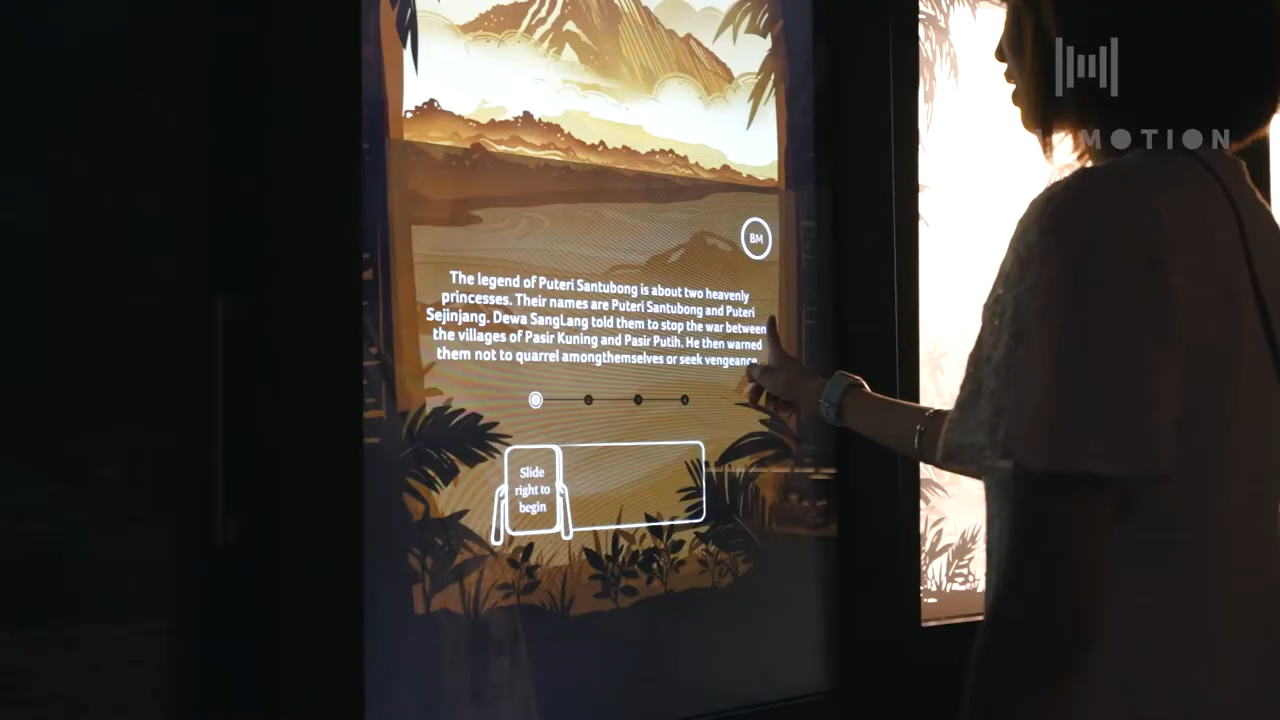 MOTION
BM
The legend of Puteri Santubong is about two heavenly
princesses. Their names are Puteri Santubong and Puteri
Sejinjang. Dewa SangLang told them to stop the war between
the villages of Pasir Kuning and Pasir Putih. He then warned
them not to quarrel amongthemselves or seek vengeance.
Slide
right to
begin